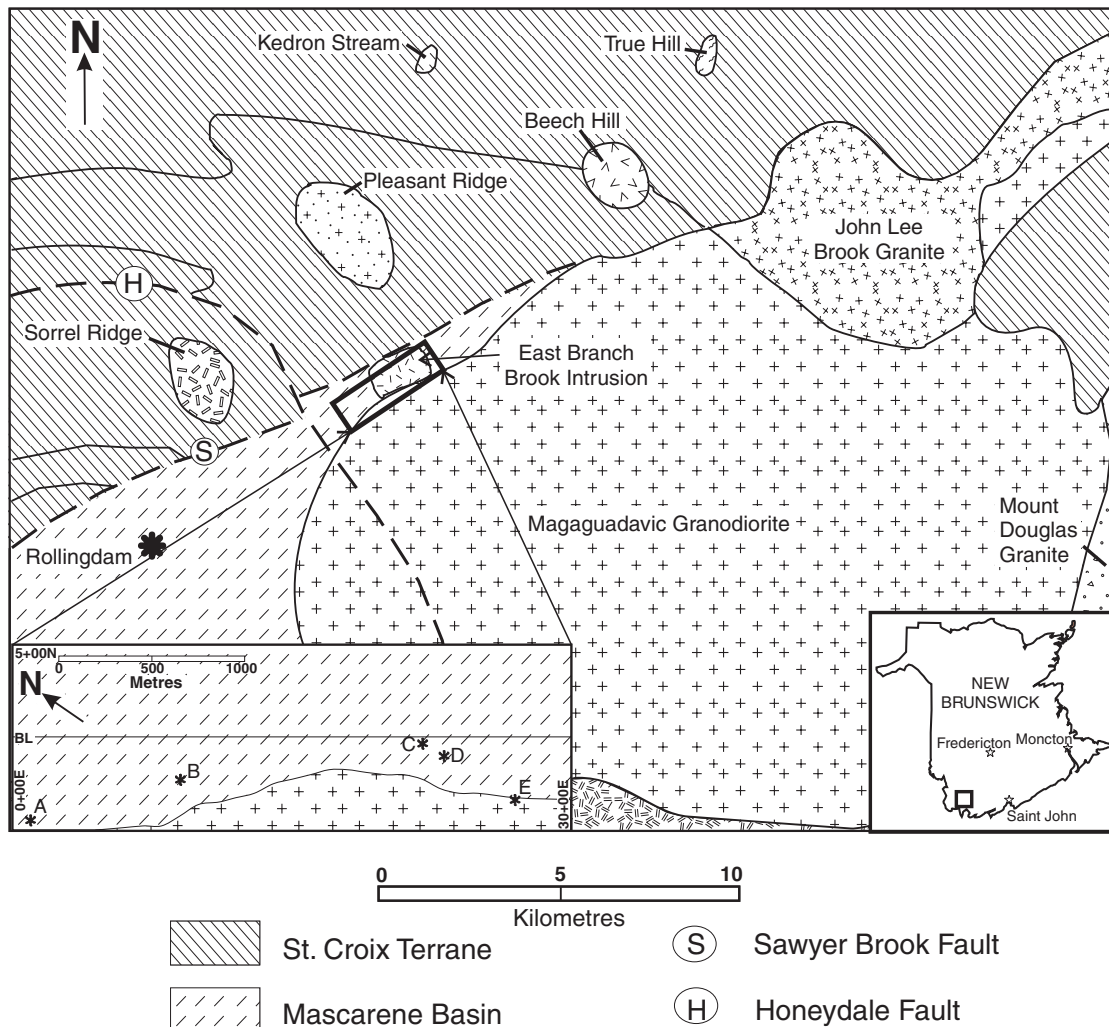 N
Kedron Stream
True Hill
Beech Hill
Pleasant Ridge
John Lee
Brook Granite
H
Sorrel Ridge
East Branch
Brook Intrusion
S
Magaguadavic Granodiorite
Mount
Douglas
Granite
Rollingdam
5+00N
0
500
1000
Metres
N
BL
0+00E
A
B
C
D
E
30+00E
NEW
BRUNSWICK
Fredericton
Moncton
Saint John
0
5
10
Kilometres
St. Croix Terrane
S
Sawyer Brook Fault
Mascarene Basin
H
Honeydale Fault